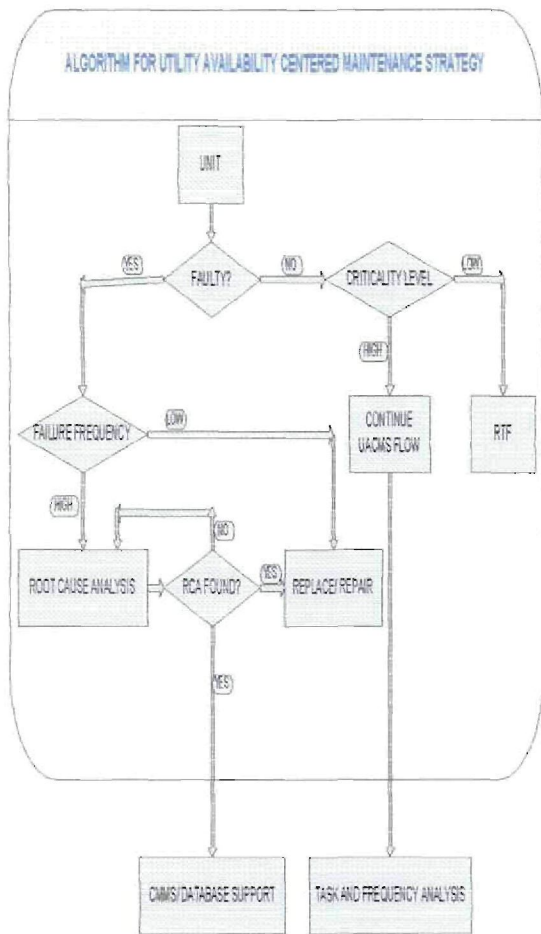 ALGORITHM FOR UTILITY AVAILABILITY CENTERED MAINTENANCE STRATEGY
UNIT
YES
FAULTY?
NO
CRITICALITY LEVEL
LOW
HIGH
FAILURE FREQUENCY
LOW
CONTINUE
UACMS FLOW
RTF
HIGH
NO
ROOT CAUSE ANALYSIS
RCA FOUND?
YES
REPLACE/ REPAIR
YES
CMMS/ DATABASE SUPPORT
TASK AND FREQUENCY ANALYSIS